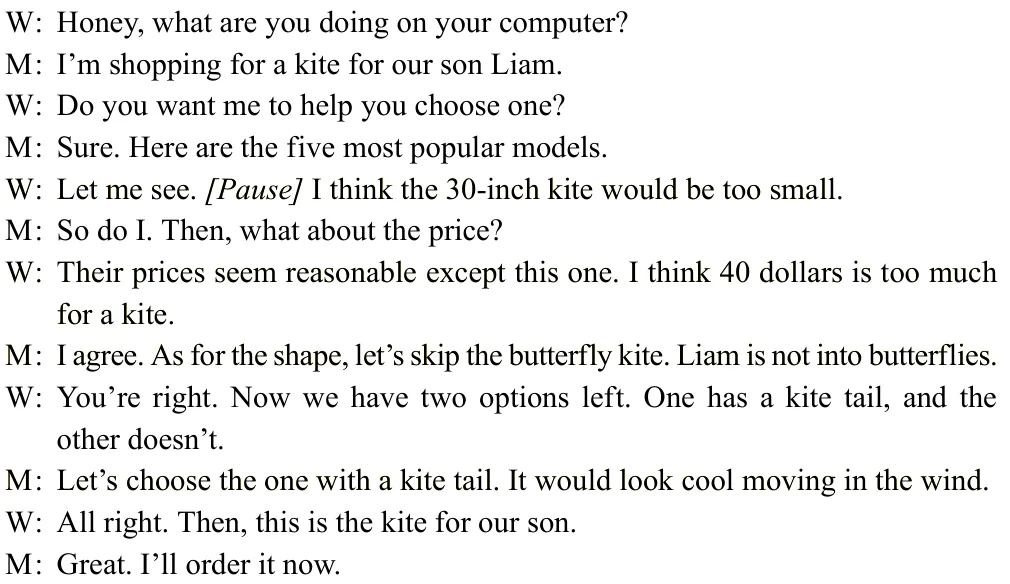 W: Honey, what are you doing on your computer?
M: I'm shopping for a kite for our son Liam.
W: Do you want me to help you choose one?
M: Sure. Here are the five most popular models.
W: Let me see. [Pause] I think the 30-inch kite would be too small.
M: So do I. Then, what about the price?
W: Their prices seem reasonable except this one. I think 40 dollars is too much
for a kite.
M: I agree. As for the shape, let's skip the butterfly kite. Liam is not into butterflies.
W: You're right. Now we have two options left. One has a kite tail, and the
other doesn't.
M: Let's choose the one with a kite tail. It would look cool moving in the wind.
W: All right. Then, this is the kite for our son.
M: Great. I'll order it now.